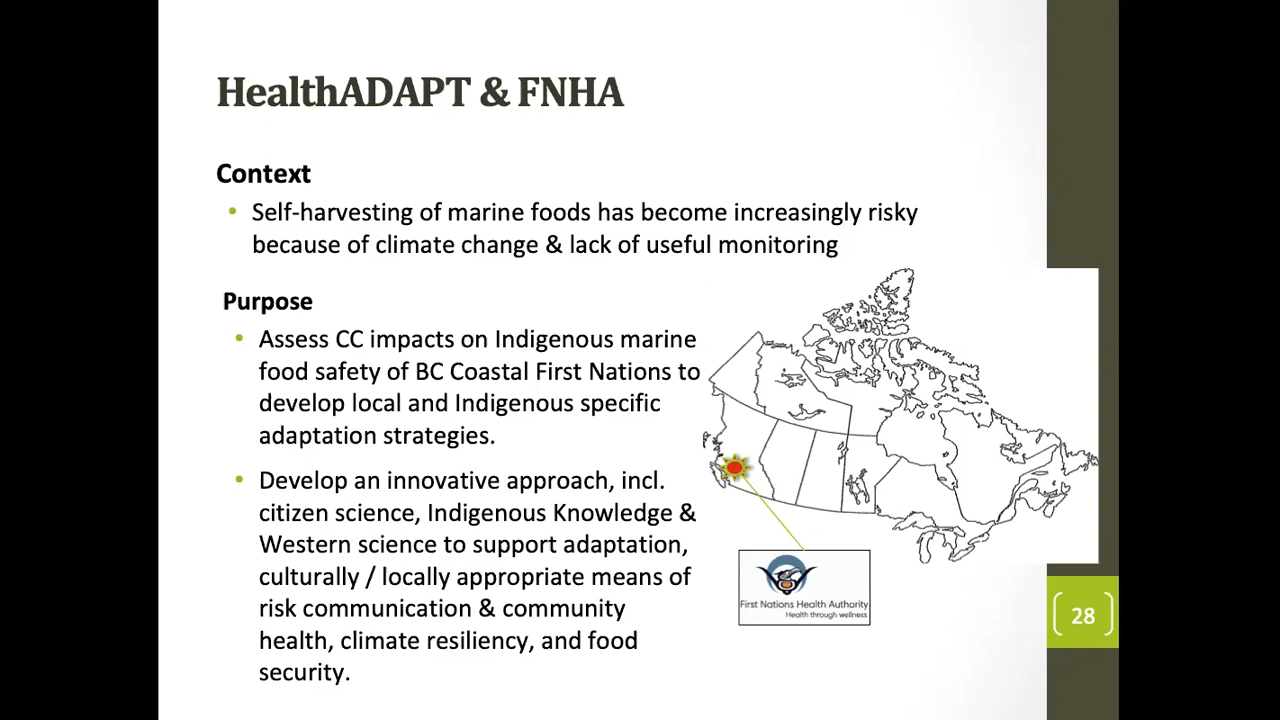 HealthADAPT & FNHA
Context
• Self-harvesting of marine foods has become increasingly risky
because of climate change & lack of useful monitoring
Purpose
• Assess CC impacts on Indigenous marine
food safety of BC Coastal First Nations to
develop local and Indigenous specific
adaptation strategies.
• Develop an innovative approach, incl.
citizen science, Indigenous Knowledge &
Western science to support adaptation,
culturally / locally appropriate means of
risk communication & community
health, climate resiliency, and food
security.
First Nations Health Authority
Health through wellness
28